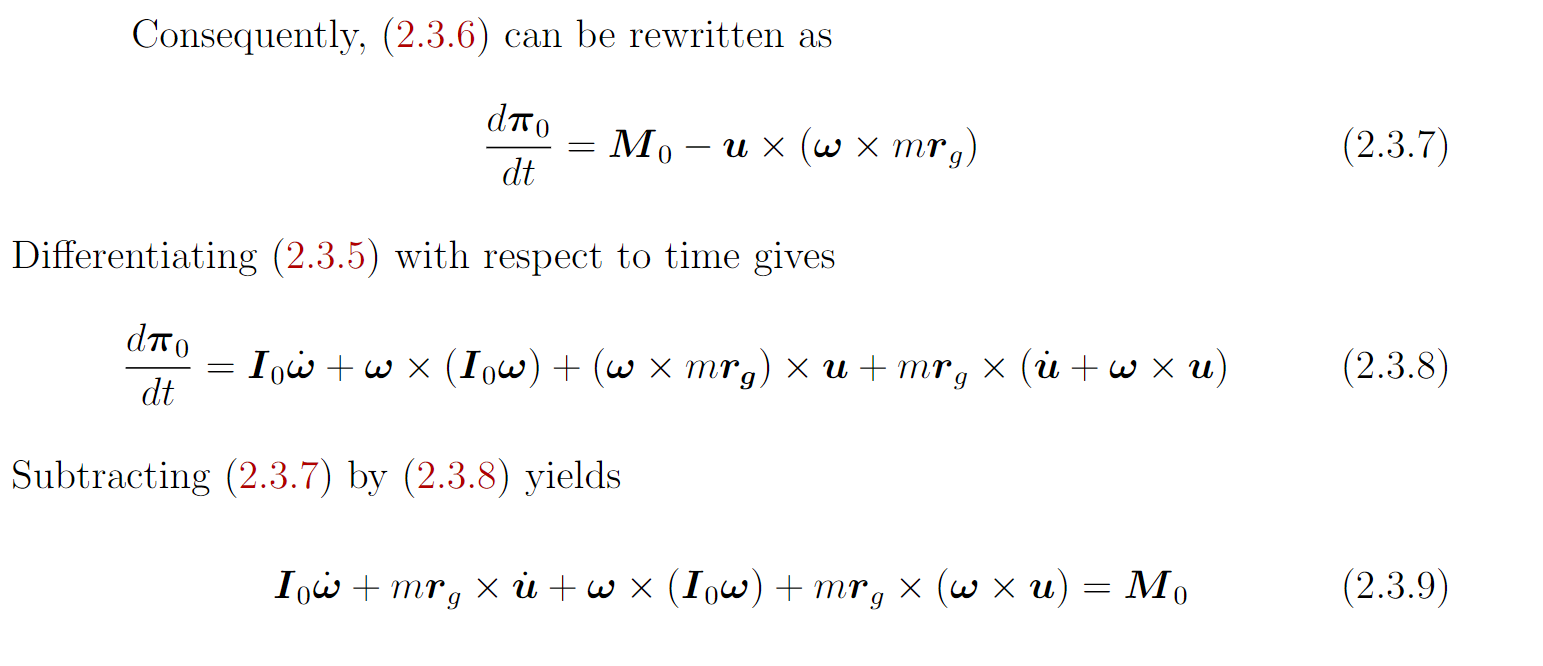 Consequently, (2.3.6) can be rewritten as
dπ₀/dt = M₀ − u × (ω × mr_g) (2.3.7)
Differentiating (2.3.5) with respect to time gives
dπ₀/dt = I₀ω̇ + ω × (I₀ω) + (ω × mr_g) × u + mr_g × (u̇ + ω × u) (2.3.8)
Subtracting (2.3.7) by (2.3.8) yields
I₀ω̇ + mr_g × u̇ + ω × (I₀ω) + mr_g × (ω × u) = M₀ (2.3.9)